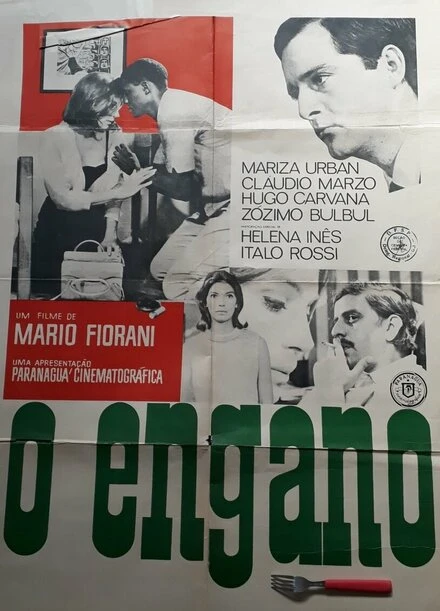 MARIZA URBAN
CLÁUDIO MARZO
HUGO CARVANA
ZÓZIMO BULBUL
HELENA INÊS
ITALO ROSSI
UM FILME DE
MARIO FIORANI
UMA APRESENTAÇÃO
PARANAGUÁ CINEMATOGRÁFICA
o engano